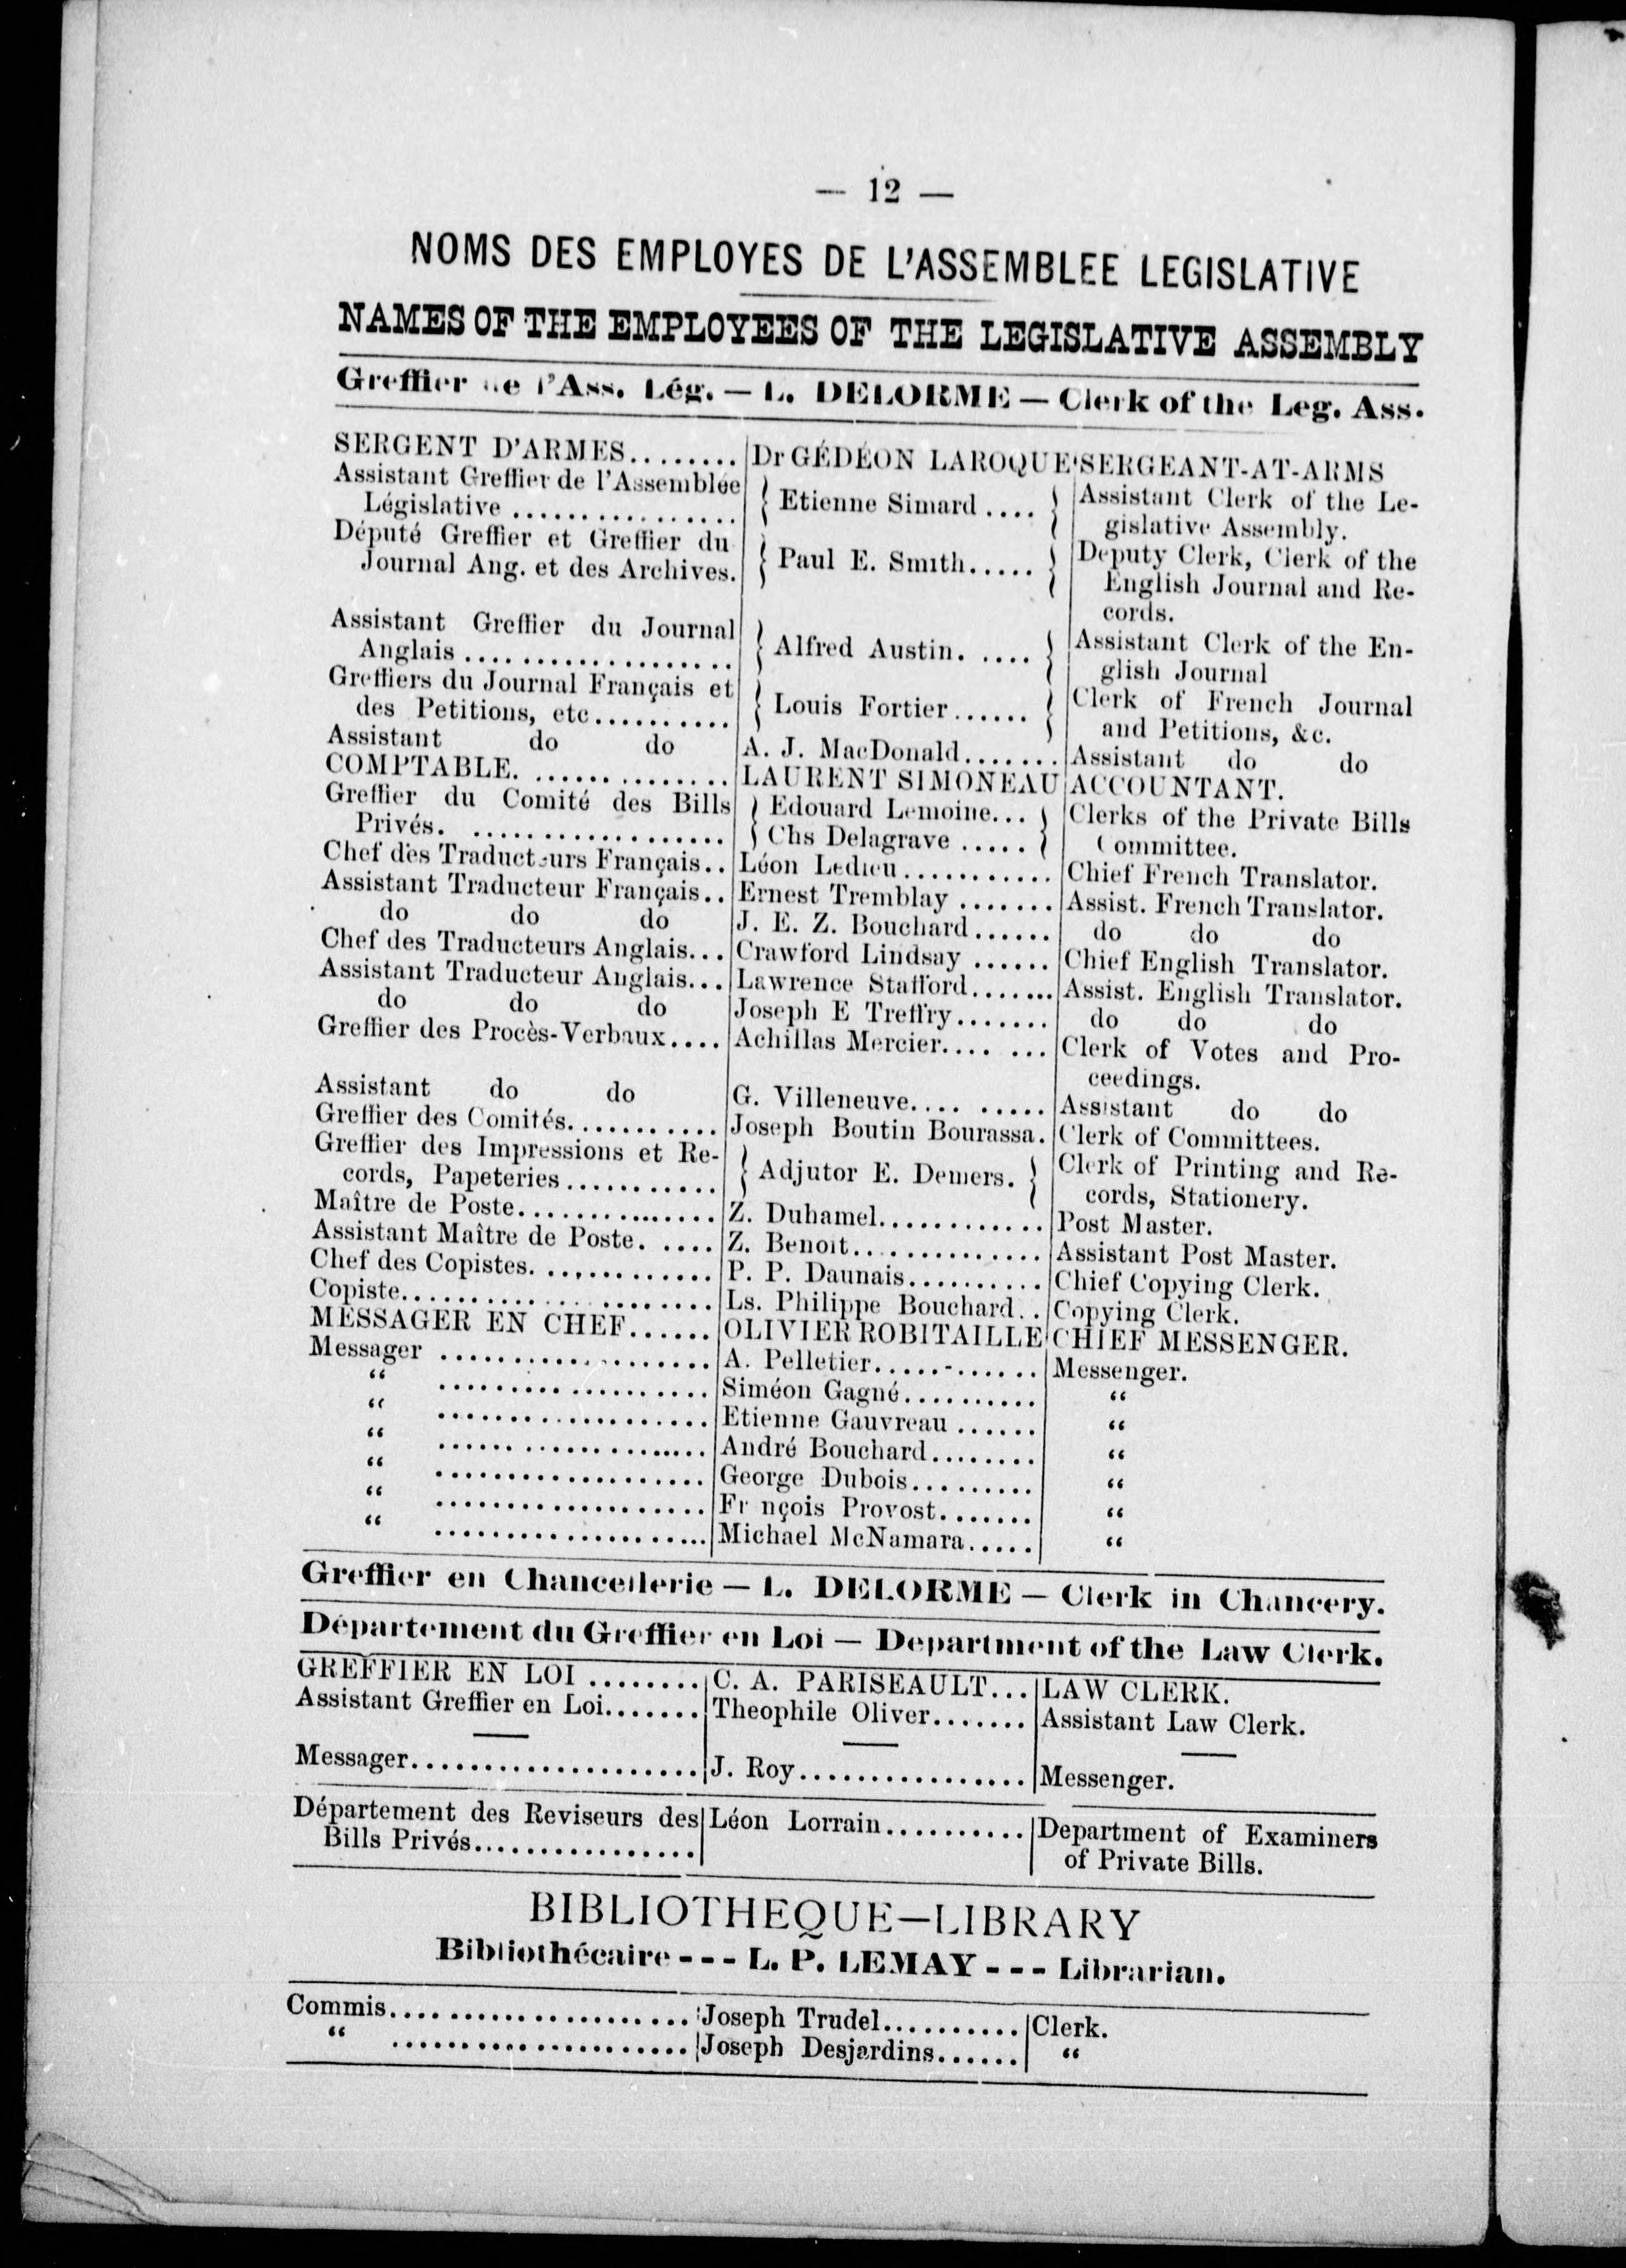 — 12 —
NOMS DES EMPLOYES DE L'ASSEMBLEE LEGISLATIVE
NAMES OF THE EMPLOYEES OF THE LEGISLATIVE ASSEMBLY
Greffier de l'Ass. Lég. — L. DELORME — Clerk of the Leg. Ass.
SERGENT D'ARMES........ Dr GÉDÉON LAROQUE SERGEANT-AT-ARMS
Assistant Greffier de l'Assemblée Législative ................ } Etienne Simard .... { Assistant Clerk of the Le-
gislative Assembly.
Député Greffier et Greffier du
Journal Ang. et des Archives. } Paul E. Smith..... { Deputy Clerk, Clerk of the
English Journal and Re-
cords.
Assistant Greffier du Journal
Anglais ................... } Alfred Austin. .... { Assistant Clerk of the En-
glish Journal
Greffiers du Journal Français et
des Petitions, etc.......... } Louis Fortier...... { Clerk of French Journal
and Petitions, &c.
Assistant do do A. J. MacDonald....... Assistant do do
COMPTABLE. .............. LAURENT SIMONEAU ACCOUNTANT.
Greffier du Comité des Bills } Edouard Lemoine... { Clerks of the Private Bills
Privés. ................... } Chs Delagrave ..... { Committee.
Chef des Traducteurs Français.. Léon Ledieu........... Chief French Translator.
Assistant Traducteur Français.. Ernest Tremblay ....... Assist. French Translator.
do do do J. E. Z. Bouchard...... do do do
Chef des Traducteurs Anglais... Crawford Lindsay ...... Chief English Translator.
Assistant Traducteur Anglais... Lawrence Stafford....... Assist. English Translator.
do do do Joseph E Treffry....... do do do
Greffier des Procès-Verbaux.... Achillas Mercier.... ... Clerk of Votes and Pro-
ceedings.
Assistant do do G. Villeneuve.... ..... Assistant do do
Greffier des Comités........... Joseph Boutin Bourassa. Clerk of Committees.
Greffier des Impressions et Re-
cords, Papeteries........... } Adjutor E. Demers. { Clerk of Printing and Re-
cords, Stationery.
Maître de Poste.............. Z. Duhamel............ Post Master.
Assistant Maître de Poste. .... Z. Benoit.............. Assistant Post Master.
Chef des Copistes. ............ P. P. Daunais.......... Chief Copying Clerk.
Copiste...................... Ls. Philippe Bouchard.. Copying Clerk.
MESSAGER EN CHEF...... OLIVIER ROBITAILLE CHIEF MESSENGER.
Messager ................... A. Pelletier........... Messenger.
“ ................... Siméon Gagné.......... “
“ ................... Etienne Gauvreau ...... “
“ ................... André Bouchard........ “
“ ................... George Dubois......... “
“ ................... Fr nçois Provost....... “
“ ................... Michael McNamara..... “
Greffier en Chancellerie — L. DELORME — Clerk in Chancery.
Département du Greffier en Loi — Department of the Law Clerk.
GREFFIER EN LOI ........ C. A. PARISEAULT... LAW CLERK.
Assistant Greffier en Loi....... Theophile Oliver....... Assistant Law Clerk.
Messager..................... J. Roy................ Messenger.
Département des Reviseurs des Léon Lorrain.......... Department of Examiners
Bills Privés................. of Private Bills.
BIBLIOTHEQUE—LIBRARY
Bibliothécaire - - - L. P. LEMAY - - - Librarian.
Commis..................... Joseph Trudel.......... Clerk.
“ ..................... Joseph Desjardins...... “